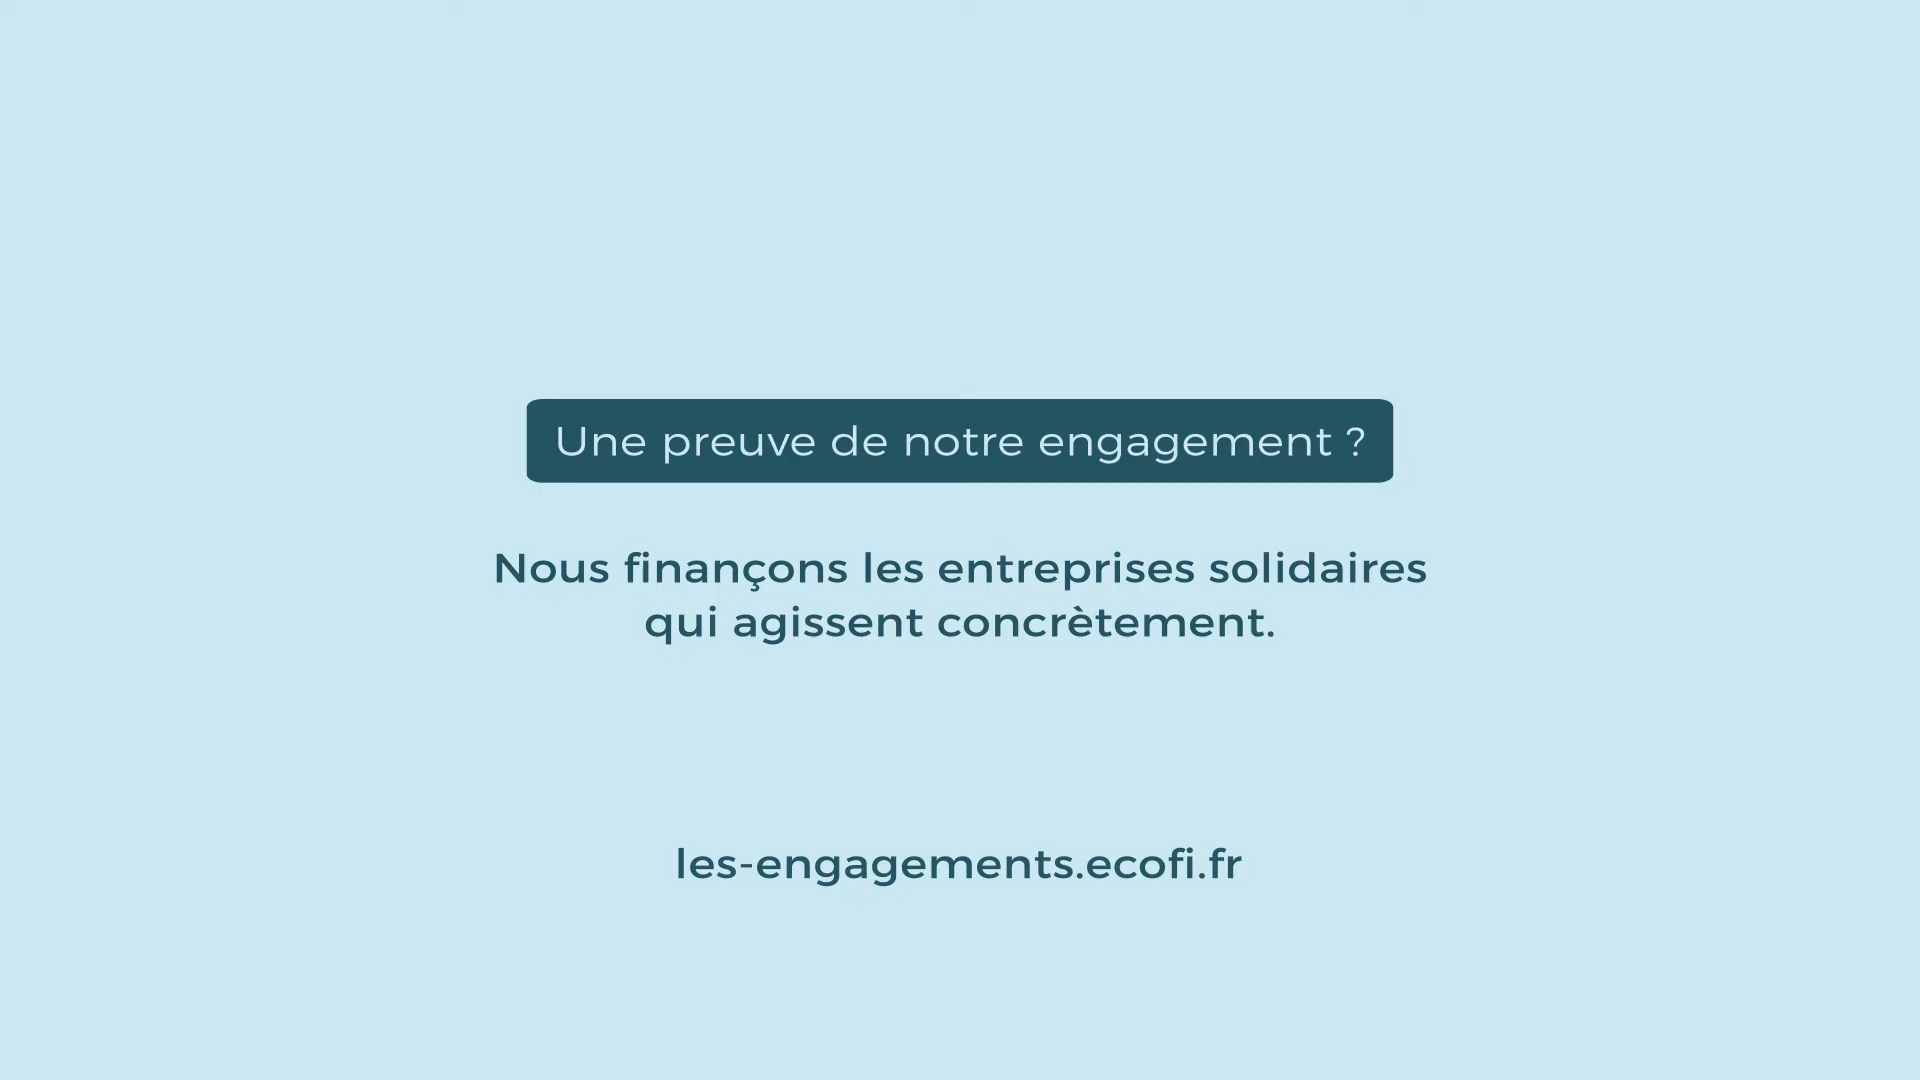 Une preuve de notre engagement ?
Nous finançons les entreprises solidaires
qui agissent concrètement.
les-engagements.ecofi.fr